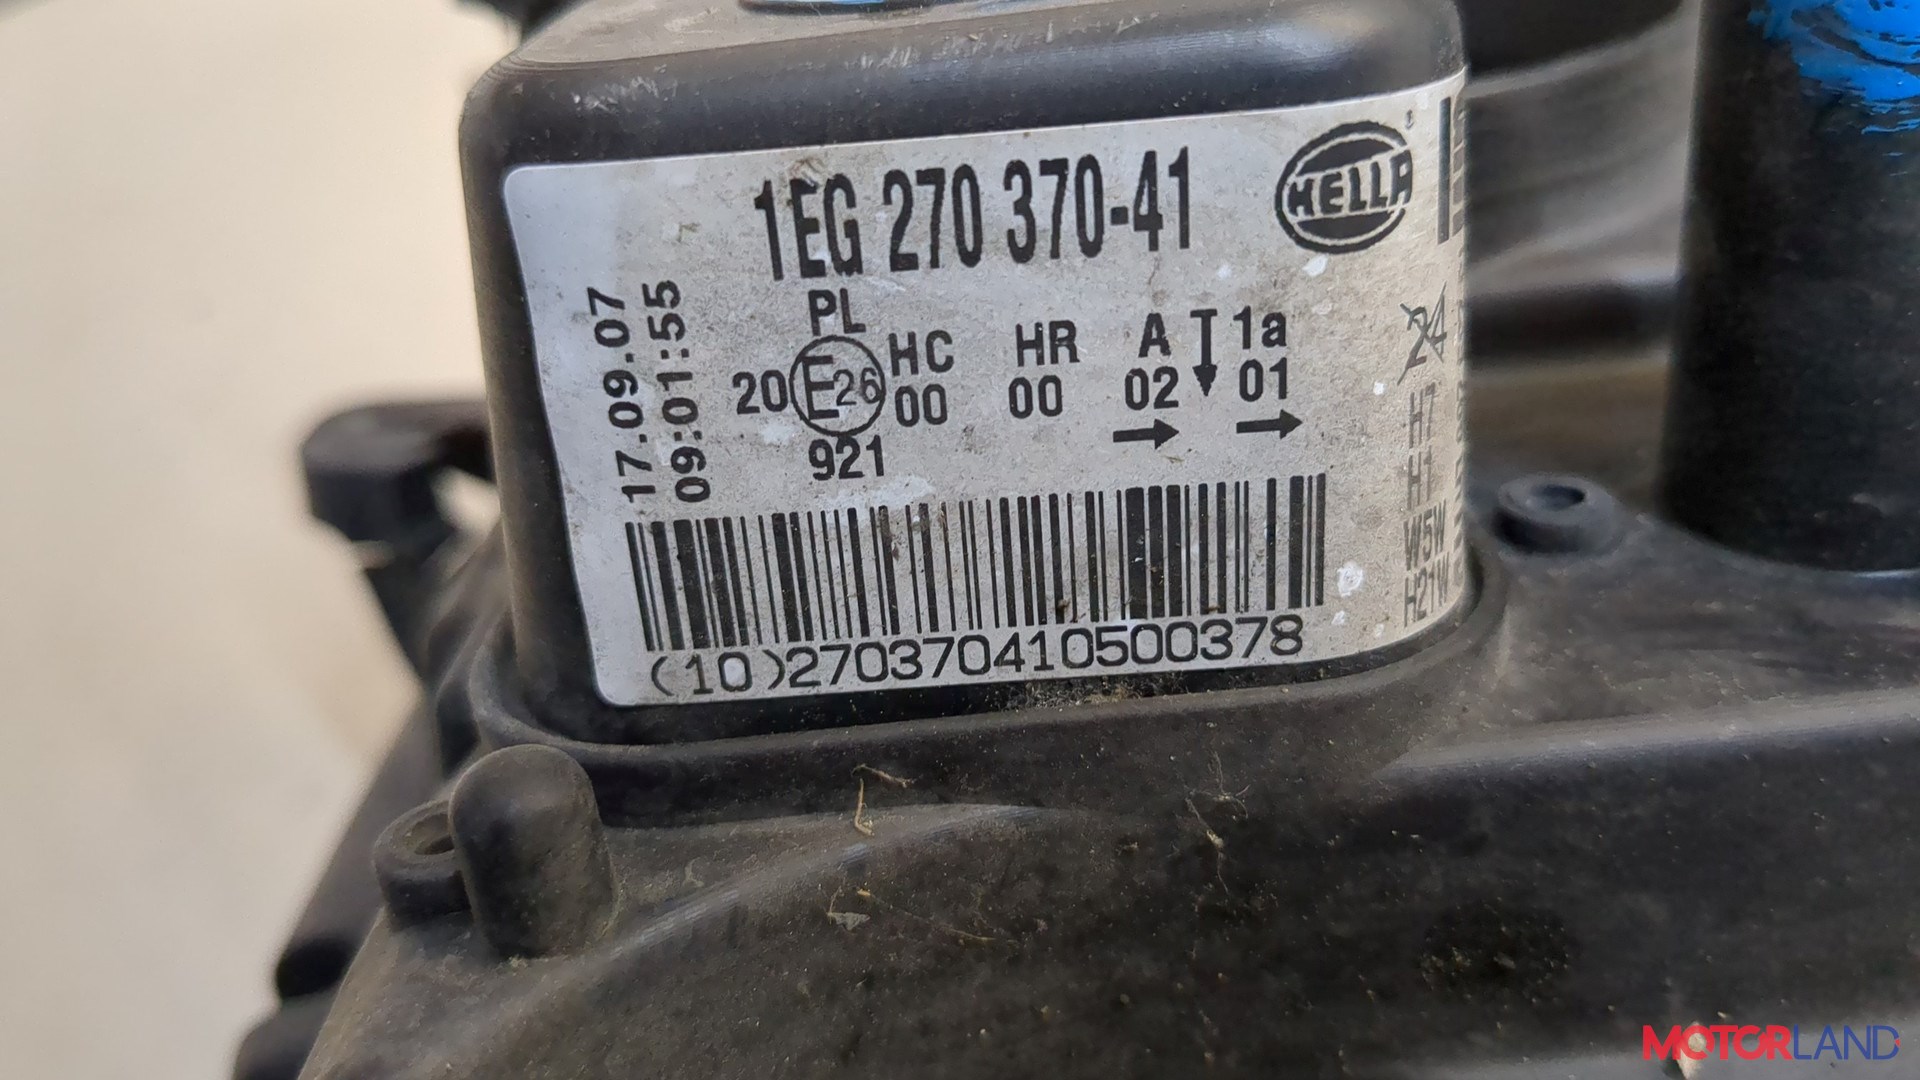 1EG 270 370-41
HELLA
®
17.09.07
09:01:55
PL
20 E26 HC HR A 1a
00 00 02 01
921
24
H7
H1
W5W
H21W
(10)270370410500378
MOTORLAND